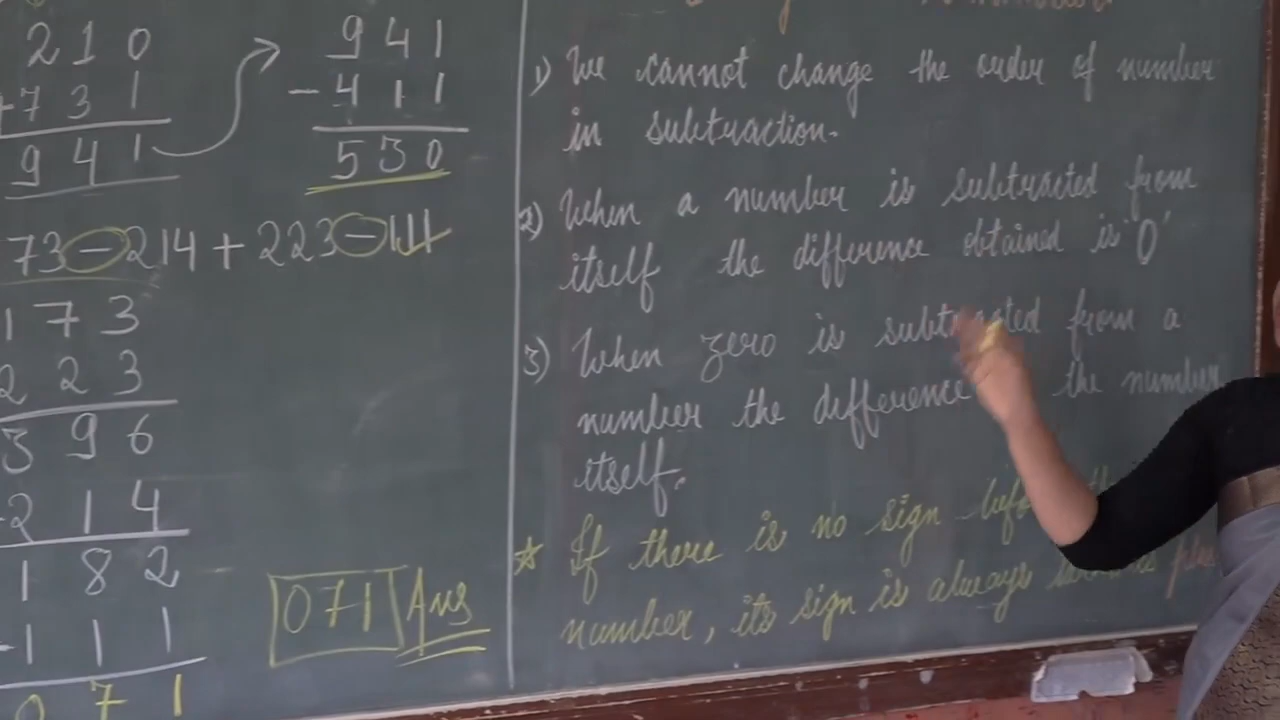 210
+731
941
941
-411
530
73-214+223-111
173
223
396
-214
182
-111
071
071 Ans
1) We cannot change the order of number
in subtraction.
2) When a number is subtracted from
itself the difference obtained is '0'
3) When zero is subtracted from a
number the difference the number
itself.
☆ If there is no sign
number, its sign is always